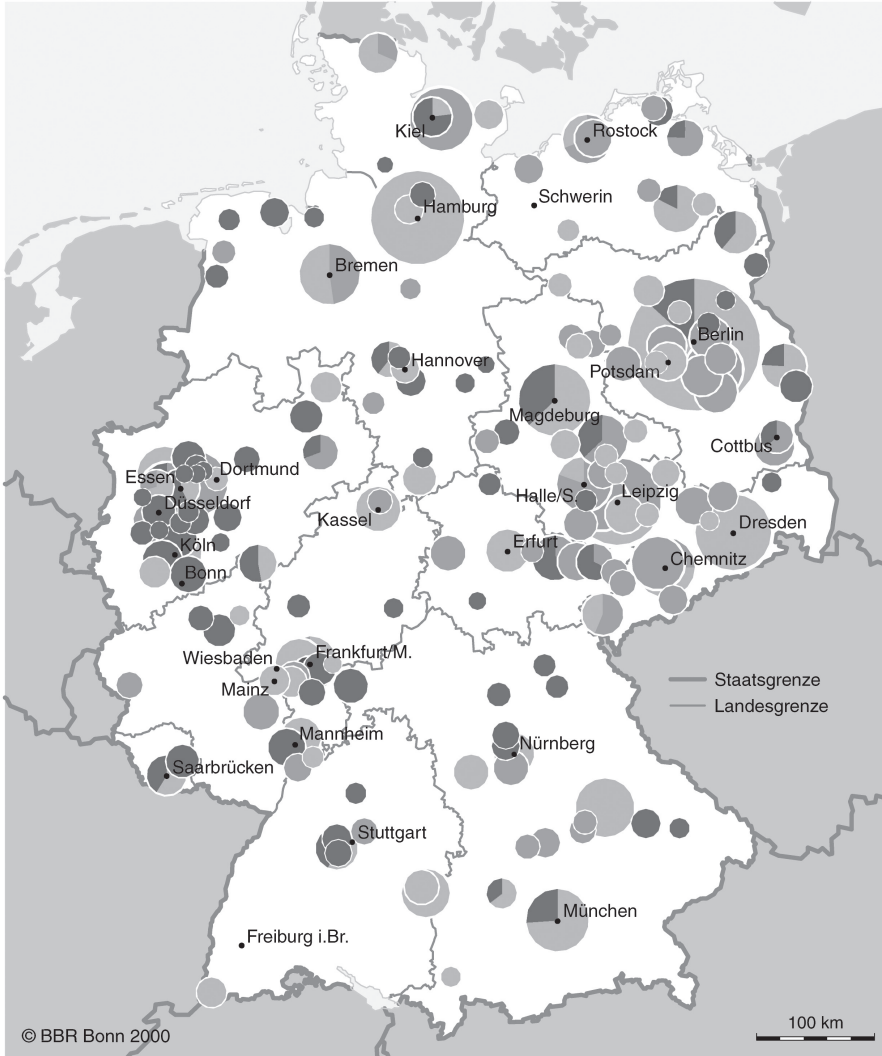 Kiel
Rostock
Schwerin
Hamburg
Bremen
Berlin
Hannover
Potsdam
Magdeburg
Cottbus
Essen
Dortmund
Halle/S.
Leipzig
Düsseldorf
Kassel
Dresden
Köln
Erfurt
Chemnitz
Bonn
Wiesbaden
Frankfurt/M.
Mainz
Staatsgrenze
Landesgrenze
Mannheim
Nürnberg
Saarbrücken
Stuttgart
München
Freiburg i.Br.
© BBR Bonn 2000
100 km